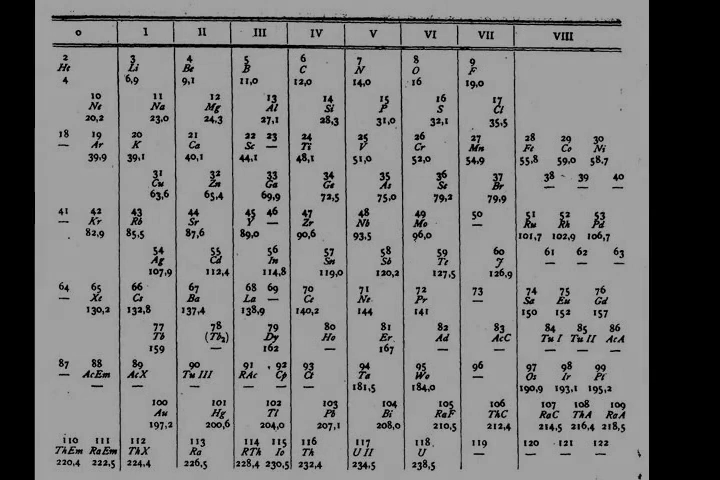 o I II III IV V VI VII VIII
2 3 4 5 6 7 8 9
He Li Be B C N O F
4 6,9 9,1 11,0 12,0 14,0 16 19,0
10 11 12 13 14 15 16 17
Ne Na Mg Al Si P S Cl
20,2 23,0 24,3 27,1 28,3 31,0 32,1 35,5
18 19 20 21 22 23 24 25 26 27 28 29 30
— Ar K Ca Sc — Ti V Cr Mn Fe Co Ni
39,9 39,1 40,1 44,1 48,1 51,0 52,0 54,9 55,8 59,0 58,7
31 32 33 34 35 36 37 38 39 40
Cu Zn Ga Ge As Se Br — — —
63,6 65,4 69,9 72,5 75,0 79,2 79,9
41 42 43 44 45 46 47 48 49 50 51 52 53
— Kr Rb Sr Y — Zr Nb Mo — Ru Rh Pd
82,9 85,5 87,6 89,0 90,6 93,5 96,0 101,7 102,9 106,7
54 55 56 57 58 59 60 61 62 63
Ag Cd In Sn Sb Te J — — —
107,9 112,4 114,8 119,0 120,2 127,5 126,9
64 65 66 67 68 69 70 71 72 73 74 75 76
— Xe Cs Ba La — Ce Ne Pr — Sa Eu Gd
130,2 132,8 137,4 138,9 140,2 144 141 150 152 157
77 78 79 80 81 82 83 84 85 86
Tb (Tb₂) Dy Ho Er Ad AcC Tu I Tu II AcA
159 — 162 — 167 — — — — —
87 88 89 90 91 92 93 94 95 96 97 98 99
— AcEm AcX Tu III RAc Cp Ct Ta Wo — Os Ir Pt
— — — — — — 181,5 184,0 190,9 193,1 195,2
100 101 102 103 104 105 106 107 108 109
Au Hg Tl Pb Bi RaF ThC RaC ThA RaA
197,2 200,6 204,0 207,1 208,0 210,5 212,4 214,5 216,4 218,5
110 111 112 113 114 115 116 117 118 119 120 121 122
ThEm RaEm ThX Ra RTh Io Th U II U — — — —
220,4 222,5 224,4 226,5 228,4 230,5 232,4 234,5 238,5